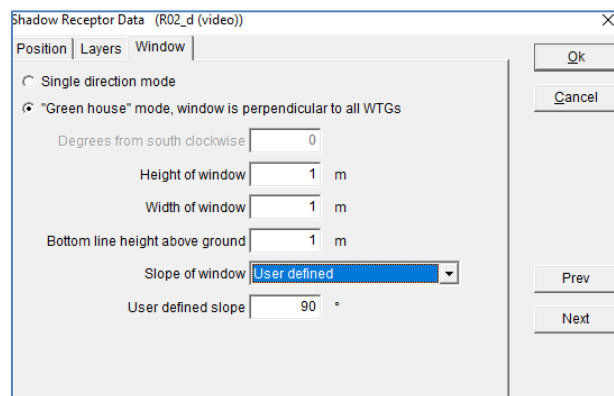 Shadow Receptor Data (R02_d (video))
Position Layers Window
Ok
Single direction mode
Cancel
"Green house" mode, window is perpendicular to all WTGs
Degrees from south clockwise 0
Height of window 1 m
Width of window 1 m
Bottom line height above ground 1 m
Slope of window User defined
Prev
User defined slope 90 °
Next